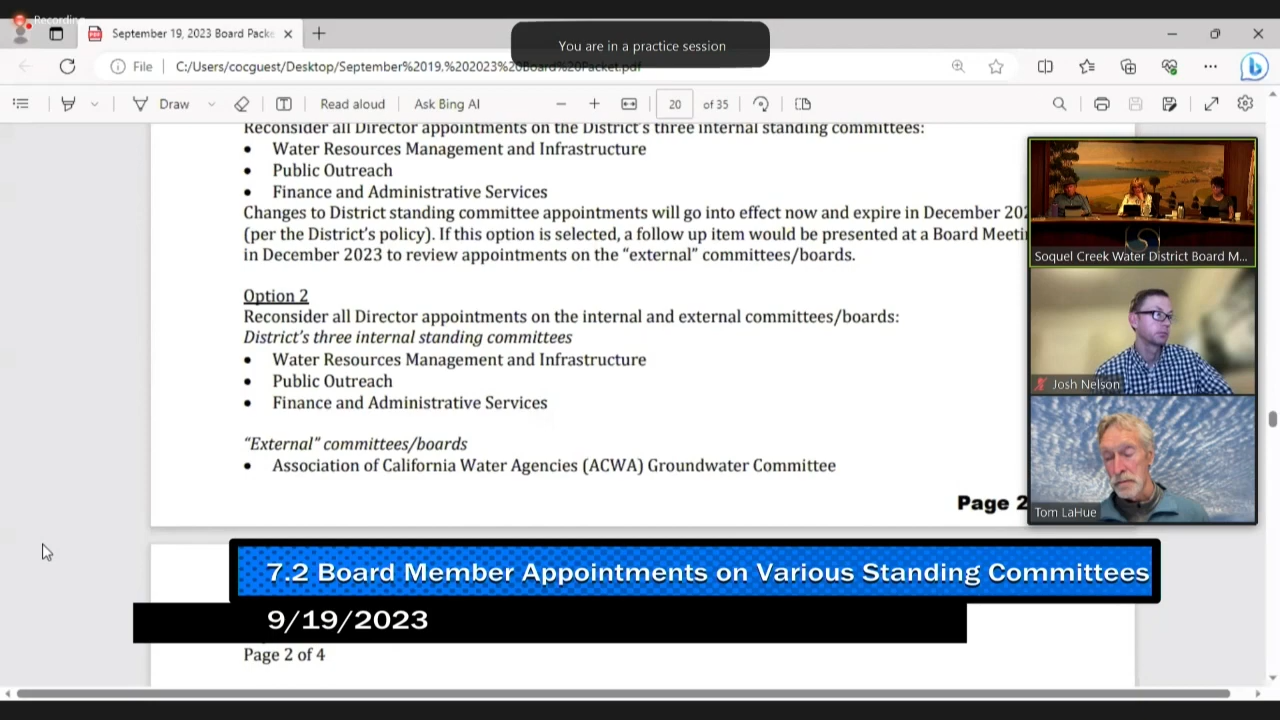 Recording
September 19, 2023 Board Packe
You are in a practice session
File
C:/Users/cocguest/Desktop/September%2019.%202023%20Board%20Packet.pdf
Draw
Read aloud
Ask Bing AI
20
of 35
Reconsider all Director appointments on the District's three internal standing committees:
• Water Resources Management and Infrastructure
• Public Outreach
• Finance and Administrative Services
Changes to District standing committee appointments will go into effect now and expire in December 202
(per the District's policy). If this option is selected, a follow up item would be presented at a Board Meetin
in December 2023 to review appointments on the “external” committees/boards.
Option 2
Reconsider all Director appointments on the internal and external committees/boards:
District's three internal standing committees
• Water Resources Management and Infrastructure
• Public Outreach
• Finance and Administrative Services
“External” committees/boards
• Association of California Water Agencies (ACWA) Groundwater Committee
Page 2
Soquel Creek Water District Board M...
Josh Nelson
Tom LaHue
7.2 Board Member Appointments on Various Standing Committees
9/19/2023
Page 2 of 4